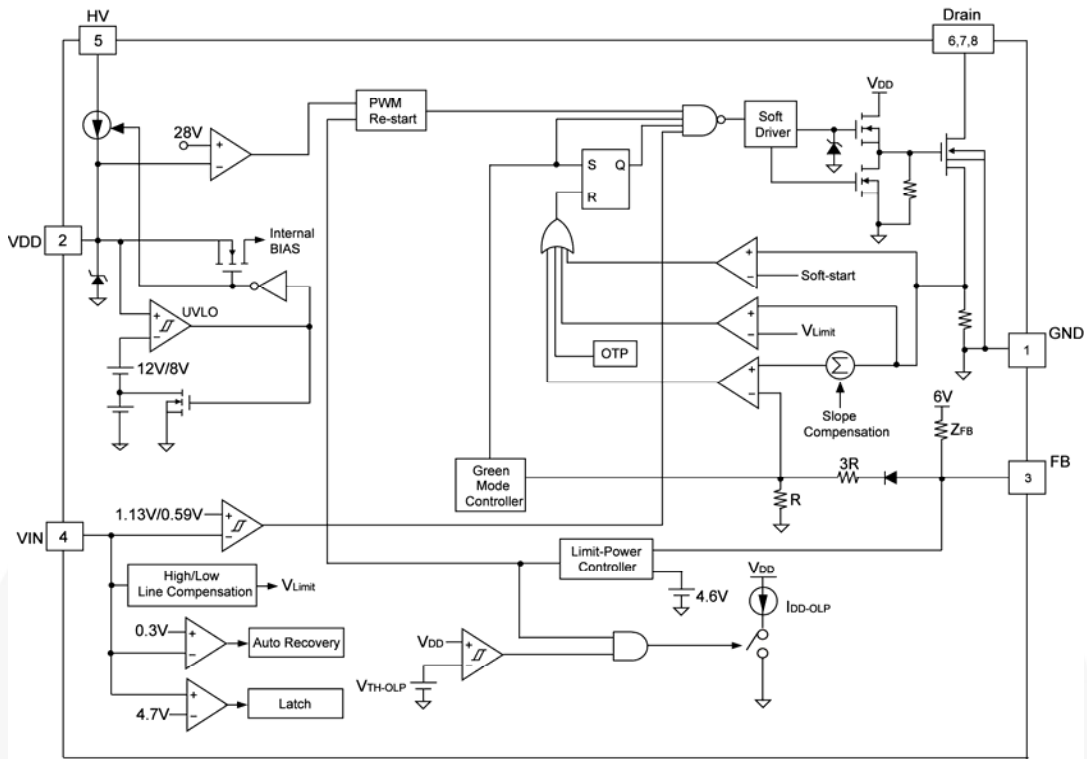 HV
5
Drain
6,7,8
PWM
Re-start
VDD
Soft
Driver
28V
+
−
S Q
R
VDD
2
Internal
BIAS
UVLO
+
−
12V/8V
+
−
Soft-start
+
−
VLimit
OTP
+
−
Σ
Slope
Compensation
GND
1
6V
ZFB
FB
3
3R
R
Green
Mode
Controller
VIN
4
1.13V/0.59V
+
−
High/Low
Line Compensation
VLimit
Limit-Power
Controller
4.6V
VDD
IDD-OLP
0.3V
+
−
Auto Recovery
VDD
+
−
VTH-OLP
4.7V
+
−
Latch